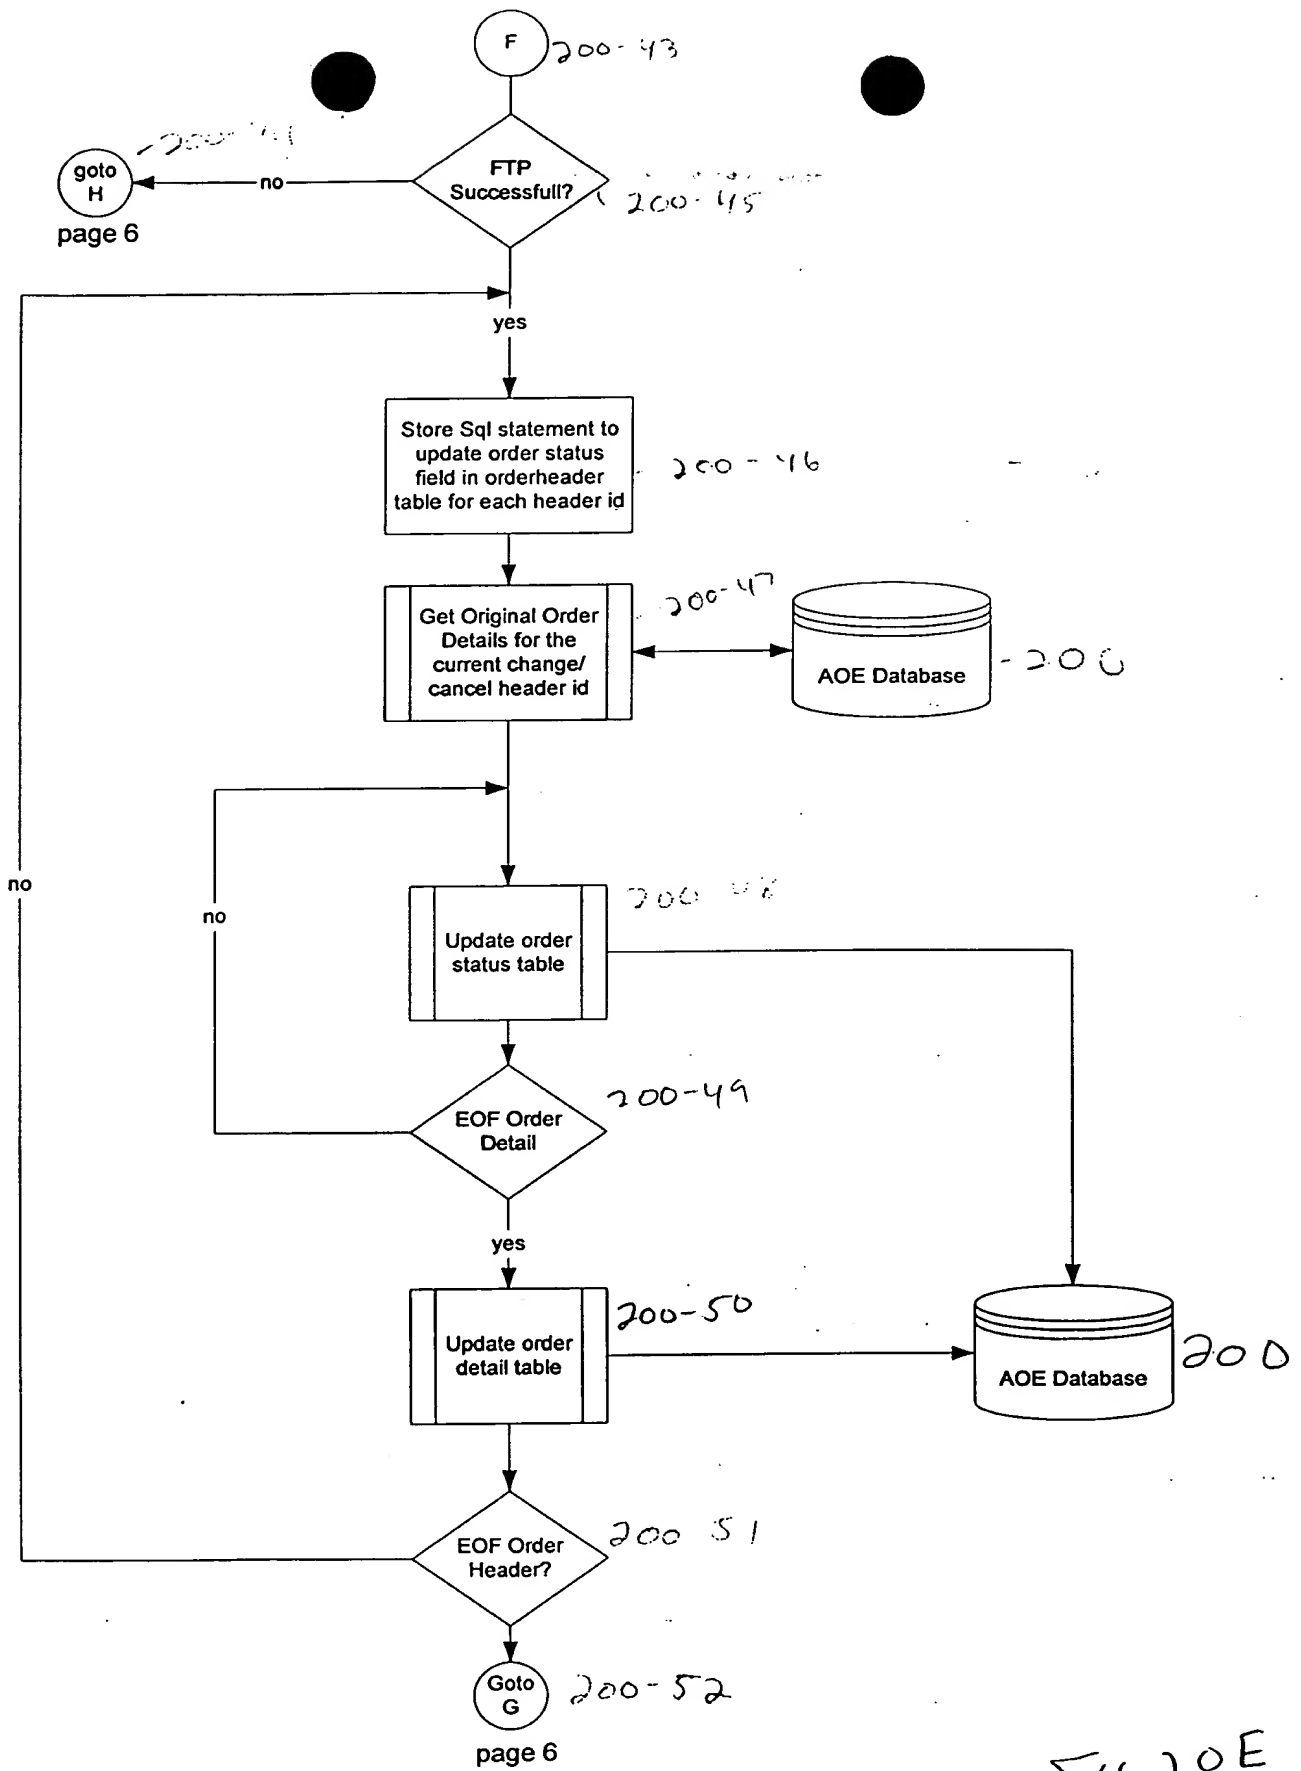 F
200-43
goto
H
page 6
no
FTP
Successfull?
200-45
yes
Store Sql statement to
update order status
field in orderheader
table for each header id
200-46
Get Original Order
Details for the
current change/
cancel header id
200-47
AOE Database
200
no
no
Update order
status table
200 48
EOF Order
Detail
200-49
yes
Update order
detail table
200-50
AOE Database
200
EOF Order
Header?
200 51
Goto
G
200-52
page 6
20E